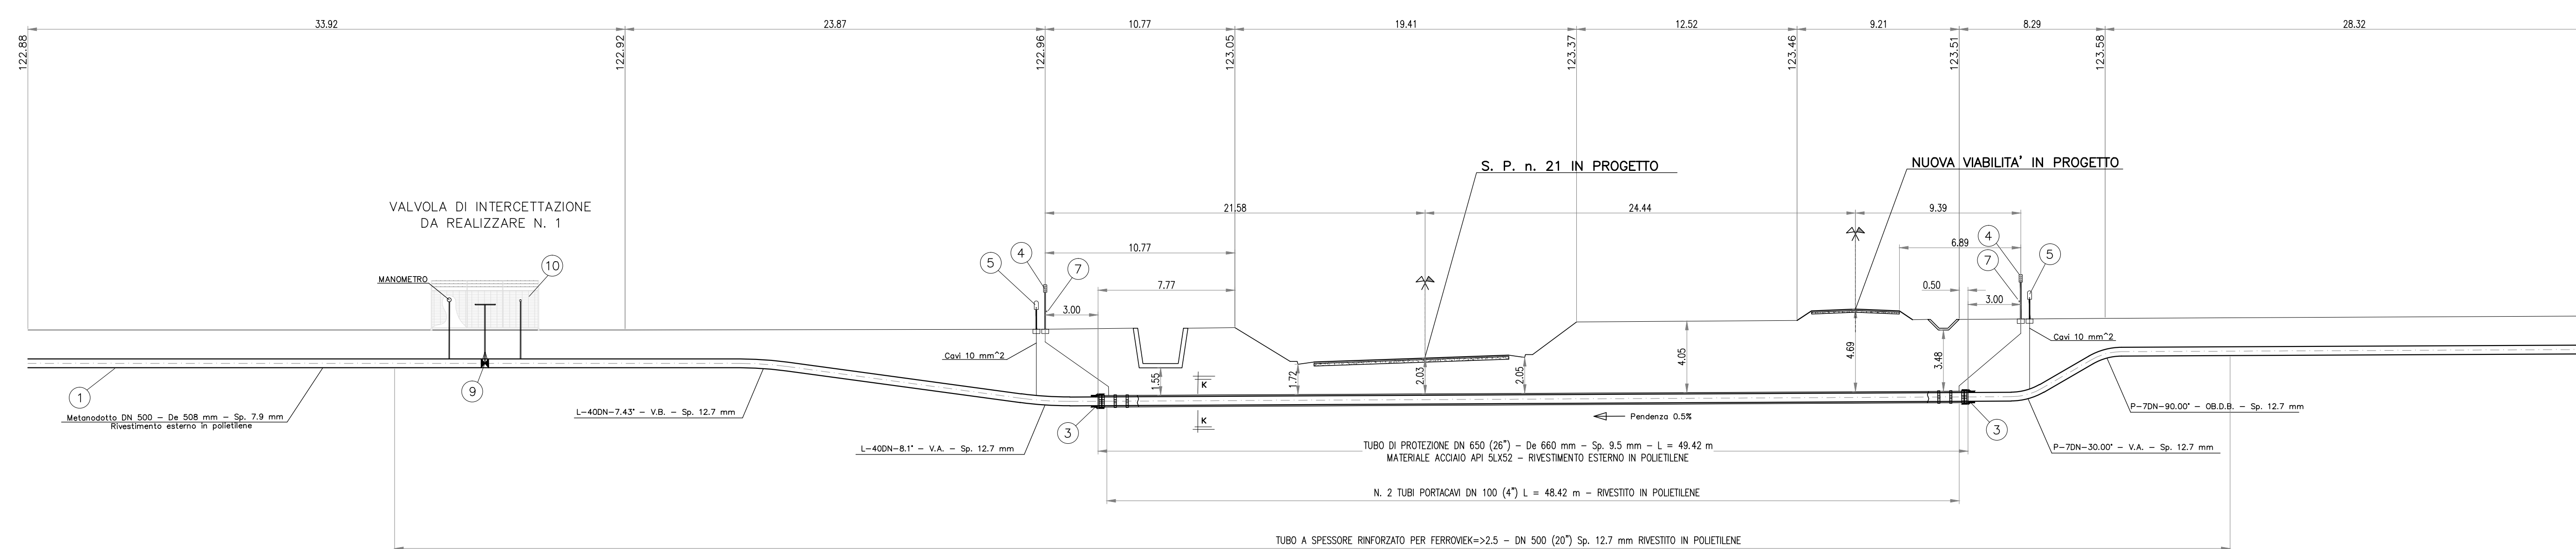 33.92
23.87
10.77
19.41
12.52
9.21
8.29
28.32
122.88
122.92
122.96
123.05
123.37
123.46
123.51
123.58
S. P. n. 21 IN PROGETTO
NUOVA VIABILITA' IN PROGETTO
VALVOLA DI INTERCETTAZIONE
DA REALIZZARE N. 1
21.58
24.44
9.39
10.77
6.89
MANOMETRO
10
5
4
7
4
7
5
7.77
3.00
0.50
3.00
Cavi 10 mm^2
Cavi 10 mm^2
1.55
1.72
2.03
2.05
4.05
4.69
3.48
K
K
1
9
3
3
Metanodotto DN 500 - De 508 mm - Sp. 7.9 mm
Rivestimento esterno in polietilene
L-40DN-7.43° - V.B. - Sp. 12.7 mm
L-40DN-8.1° - V.A. - Sp. 12.7 mm
Pendenza 0.5%
P-7DN-90.00° - OB.D.B. - Sp. 12.7 mm
P-7DN-30.00° - V.A. - Sp. 12.7 mm
TUBO DI PROTEZIONE DN 650 (26") - De 660 mm - Sp. 9.5 mm - L = 49.42 m
MATERIALE ACCIAIO API 5LX52 - RIVESTIMENTO ESTERNO IN POLIETILENE
N. 2 TUBI PORTACAVI DN 100 (4") L = 48.42 m - RIVESTITO IN POLIETILENE
TUBO A SPESSORE RINFORZATO PER FERROVIEK=>2.5 - DN 500 (20") Sp. 12.7 mm RIVESTITO IN POLIETILENE